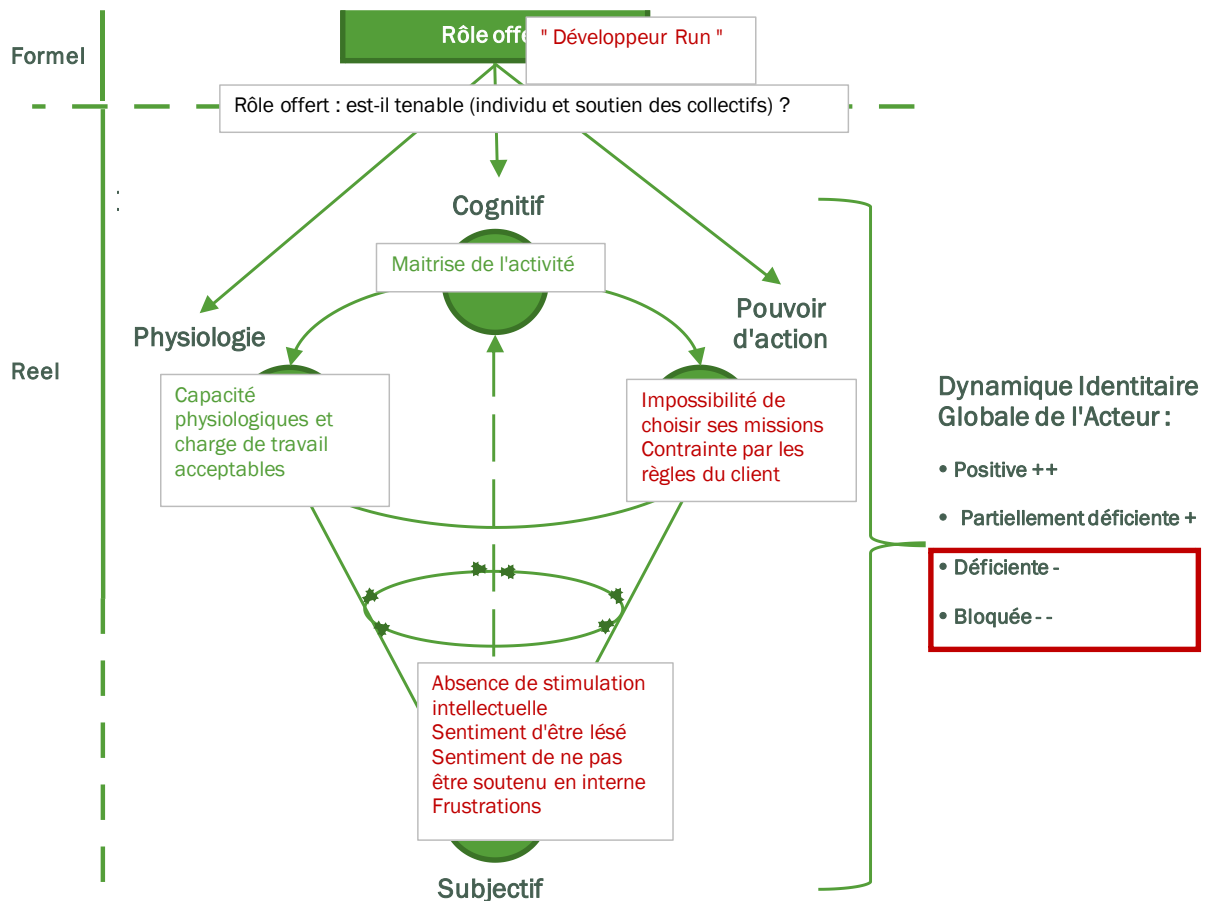 Formel
Rôle offe
" Développeur Run "
Rôle offert : est-il tenable (individu et soutien des collectifs) ?
:
Cognitif
Maitrise de l'activité
Physiologie
Pouvoir
d'action
Reel
Capacité
physiologiques et
charge de travail
acceptables
Impossibilité de
choisir ses missions
Contrainte par les
règles du client
Dynamique Identitaire
Globale de l'Acteur :
• Positive ++
• Partiellement déficiente +
• Déficiente -
• Bloquée - -
Absence de stimulation
intellectuelle
Sentiment d'être lésé
Sentiment de ne pas
être soutenu en interne
Frustrations
Subjectif